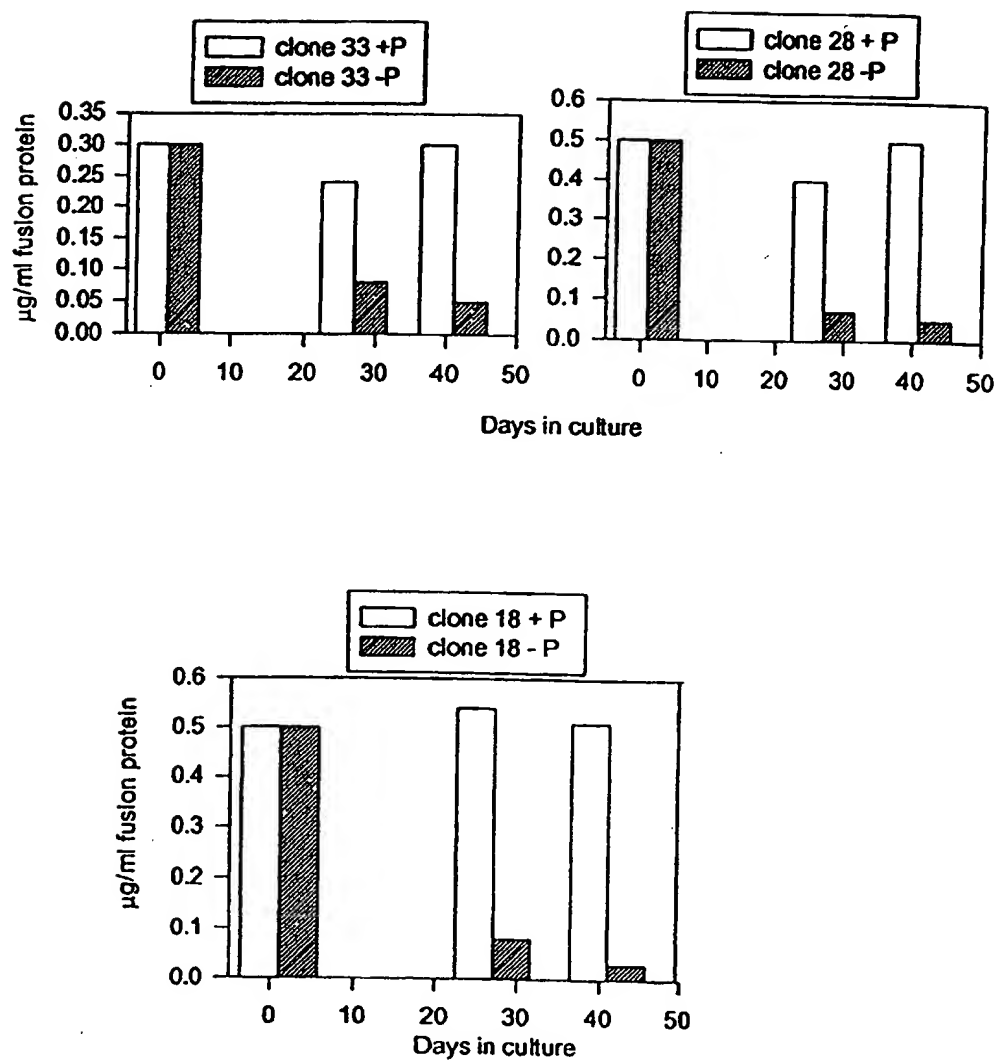 clone 33 +P
clone 33 -P
clone 28 + P
clone 28 -P
µg/ml fusion protein
0.35
0.30
0.25
0.20
0.15
0.10
0.05
0.00
0 10 20 30 40 50
0.6
0.5
0.4
0.3
0.2
0.1
0.0
0 10 20 30 40 50
Days in culture
clone 18 + P
clone 18 - P
µg/ml fusion protein
0.6
0.5
0.4
0.3
0.2
0.1
0.0
0 10 20 30 40 50
Days in culture